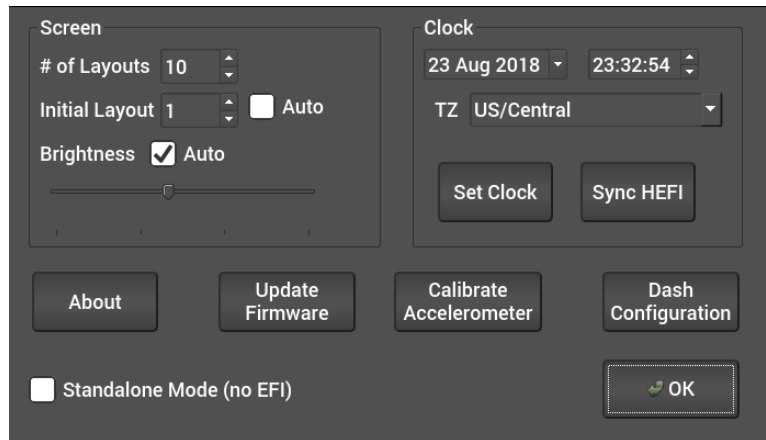 Screen
# of Layouts 10
Initial Layout 1 Auto
Brightness Auto
Clock
23 Aug 2018 23:32:54
TZ US/Central
Set Clock Sync HEFI
About
Update
Firmware
Calibrate
Accelerometer
Dash
Configuration
Standalone Mode (no EFI)
OK